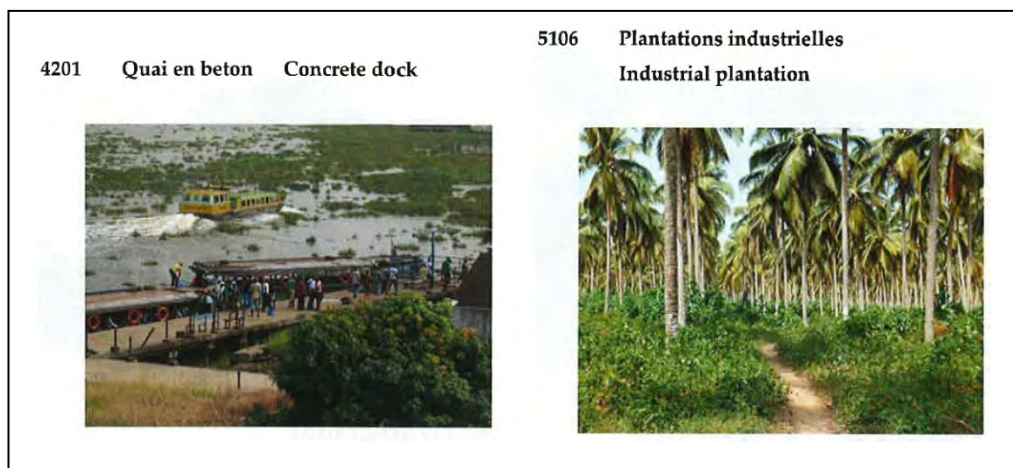 4201 Quai en beton Concrete dock
5106 Plantations industrielles
Industrial plantation